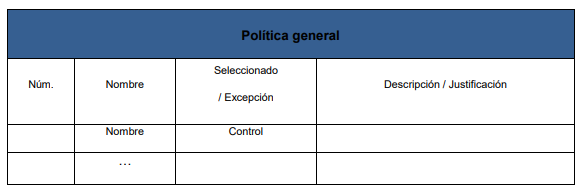 Política general
Núm.
Nombre
Seleccionado
/ Excepción
Descripción / Justificación
Nombre
Control
...